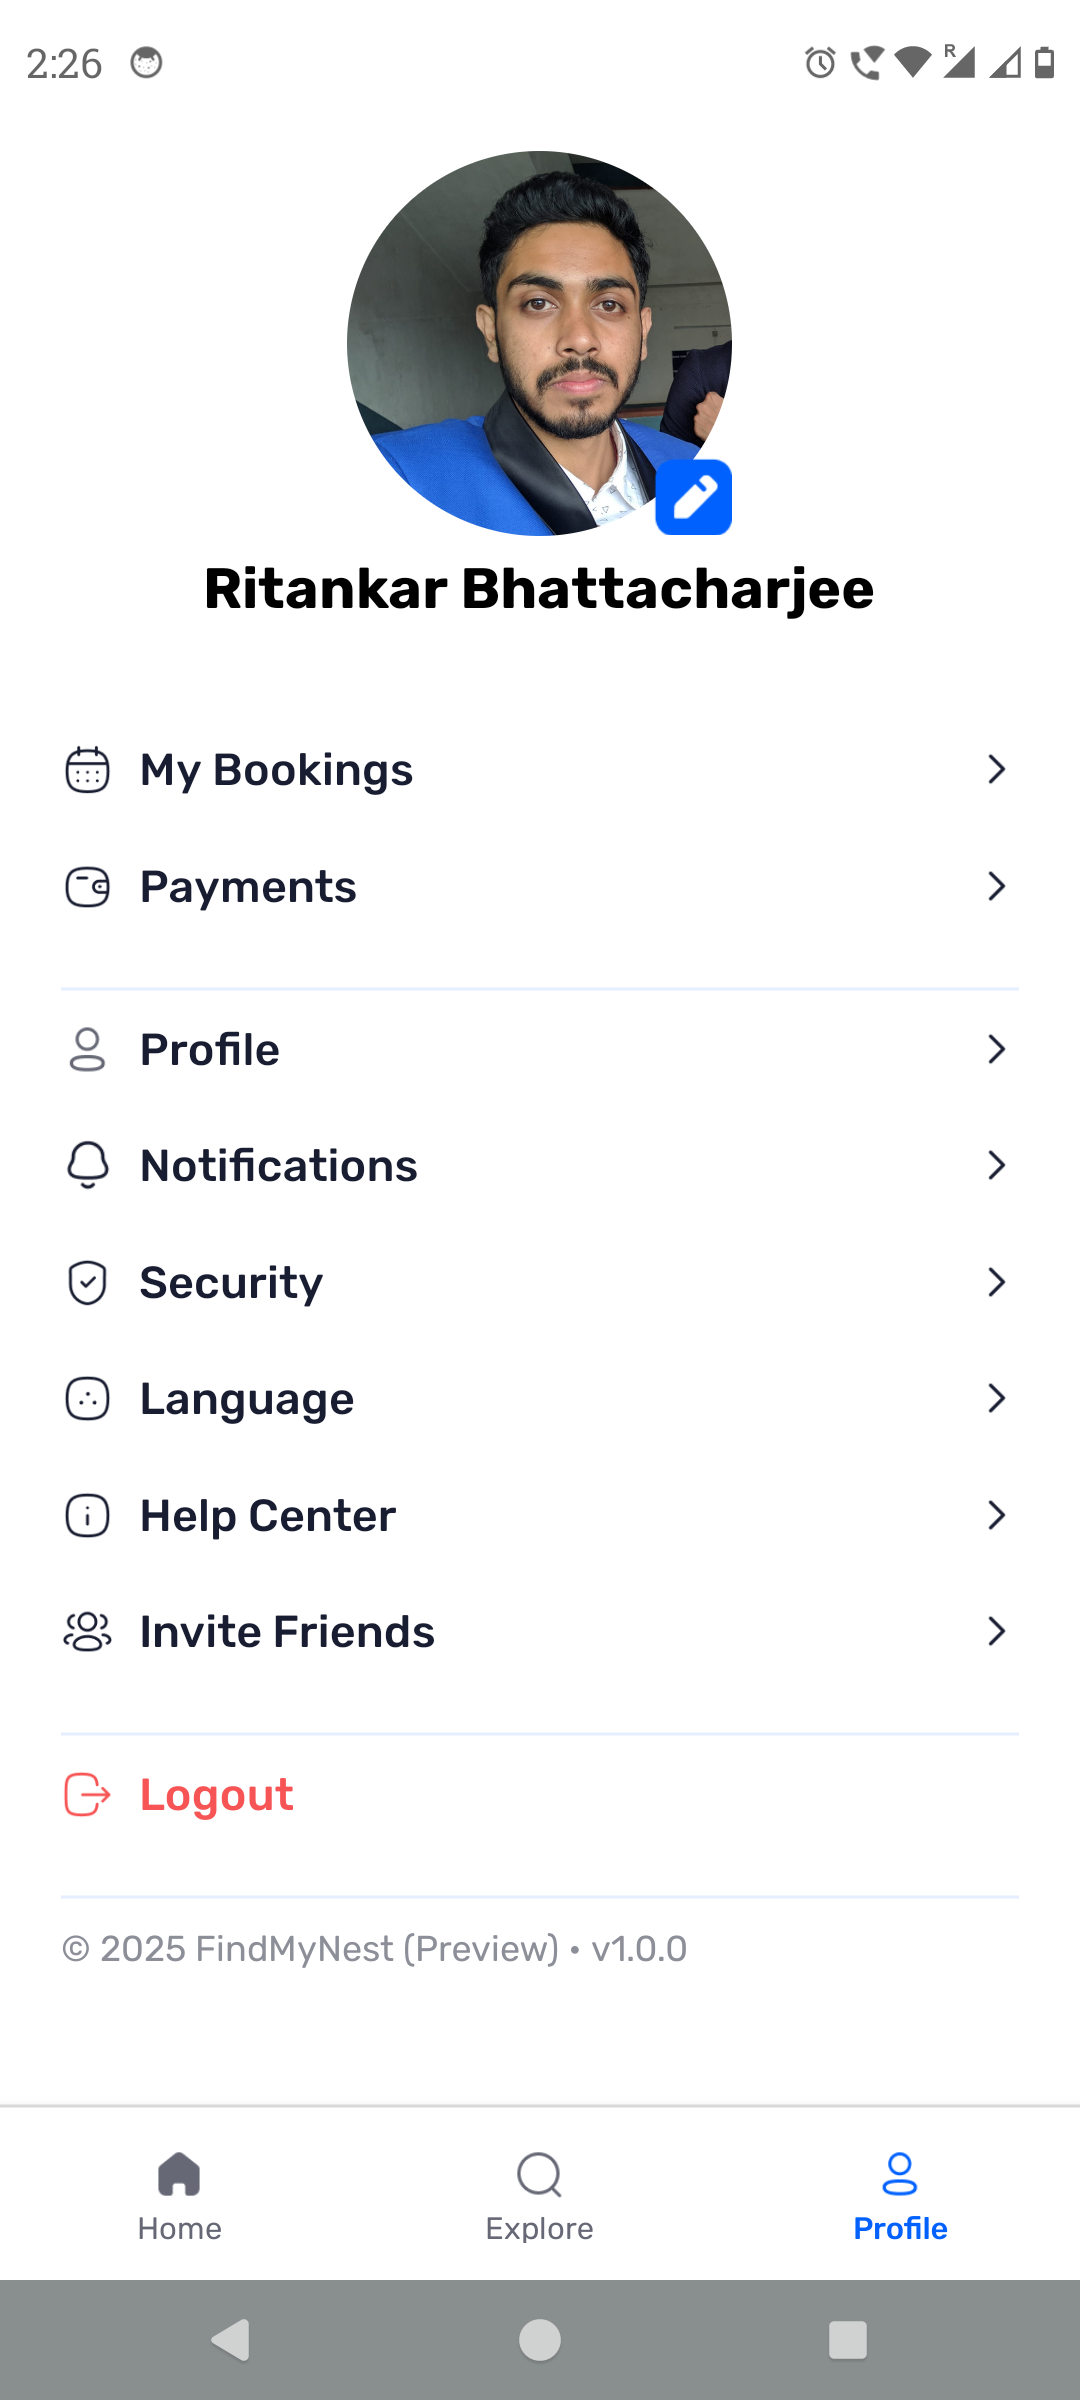 2:26
R
Ritankar Bhattacharjee
My Bookings
Payments
Profile
Notifications
Security
Language
Help Center
Invite Friends
Logout
© 2025 FindMyNest (Preview) • v1.0.0
Home
Explore
Profile